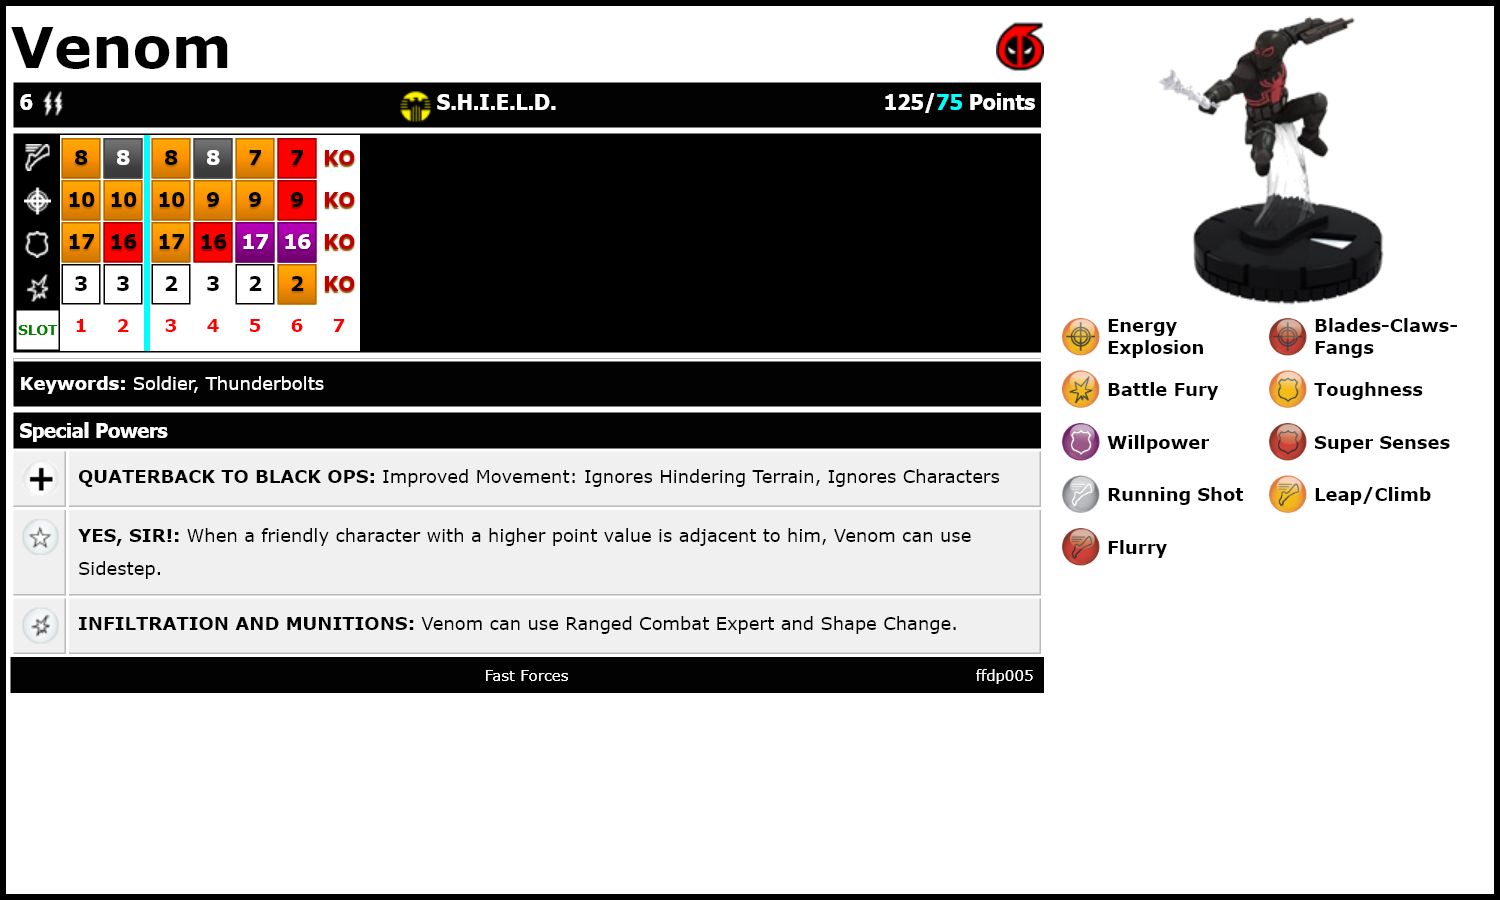 Venom
6 S.H.I.E.L.D. 125/75 Points
8 8 8 8 7 7 KO
10 10 10 9 9 9 KO
17 16 17 16 17 16 KO
3 3 2 3 2 2 KO
SLOT 1 2 3 4 5 6 7
Keywords: Soldier, Thunderbolts
Special Powers
QUATERBACK TO BLACK OPS: Improved Movement: Ignores Hindering Terrain, Ignores Characters
YES, SIR!: When a friendly character with a higher point value is adjacent to him, Venom can use
Sidestep.
INFILTRATION AND MUNITIONS: Venom can use Ranged Combat Expert and Shape Change.
Fast Forces ffdp005
Energy
Explosion
Blades-Claws-
Fangs
Battle Fury
Toughness
Willpower
Super Senses
Running Shot
Leap/Climb
Flurry